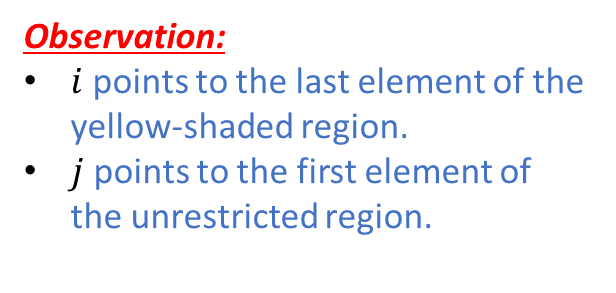 Observation:
• i points to the last element of the
yellow-shaded region.
• j points to the first element of
the unrestricted region.